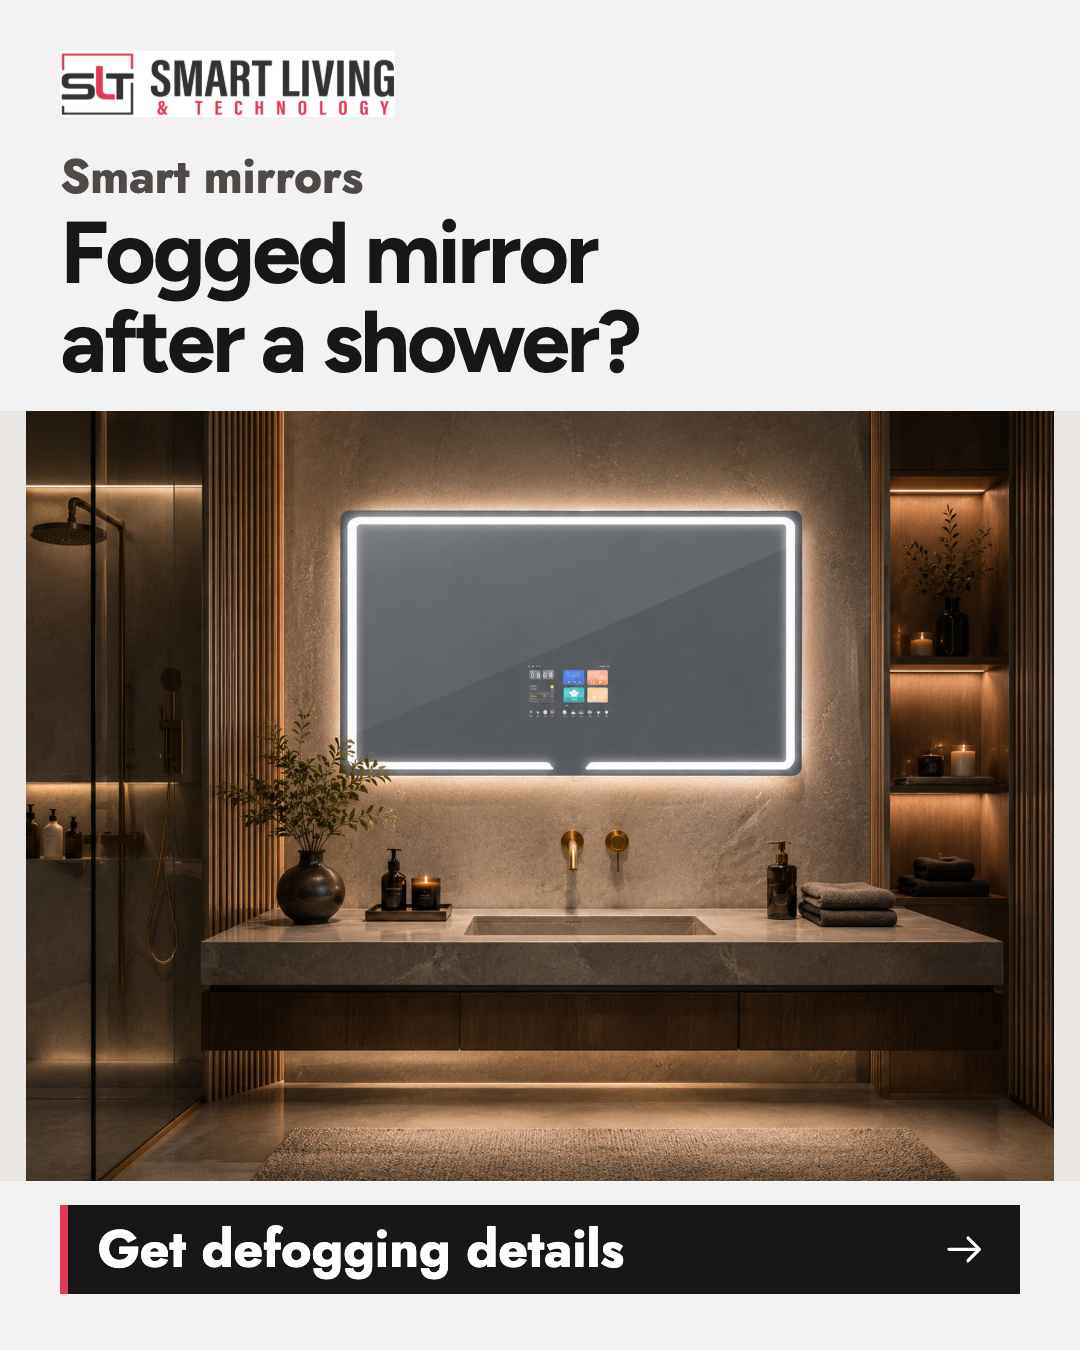 SLT SMART LIVING
& TECHNOLOGY
Smart mirrors
Fogged mirror
after a shower?
Get defogging details